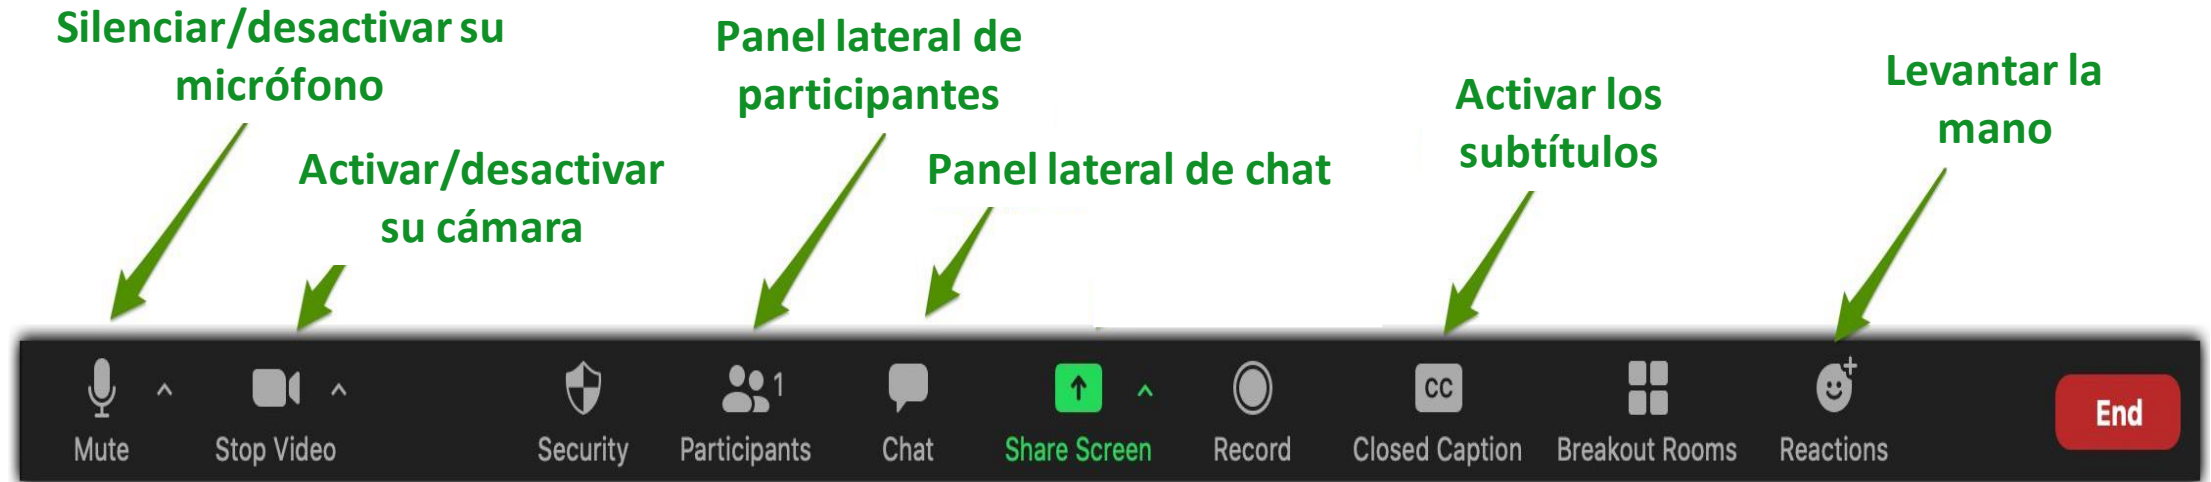 Silenciar/desactivar su
micrófono
Activar/desactivar
su cámara
Panel lateral de
participantes
Panel lateral de chat
Activar los
subtítulos
Levantar la
mano
Mute
Stop Video
Security
1
Participants
Chat
Share Screen
Record
CC
Closed Caption
Breakout Rooms
Reactions
End